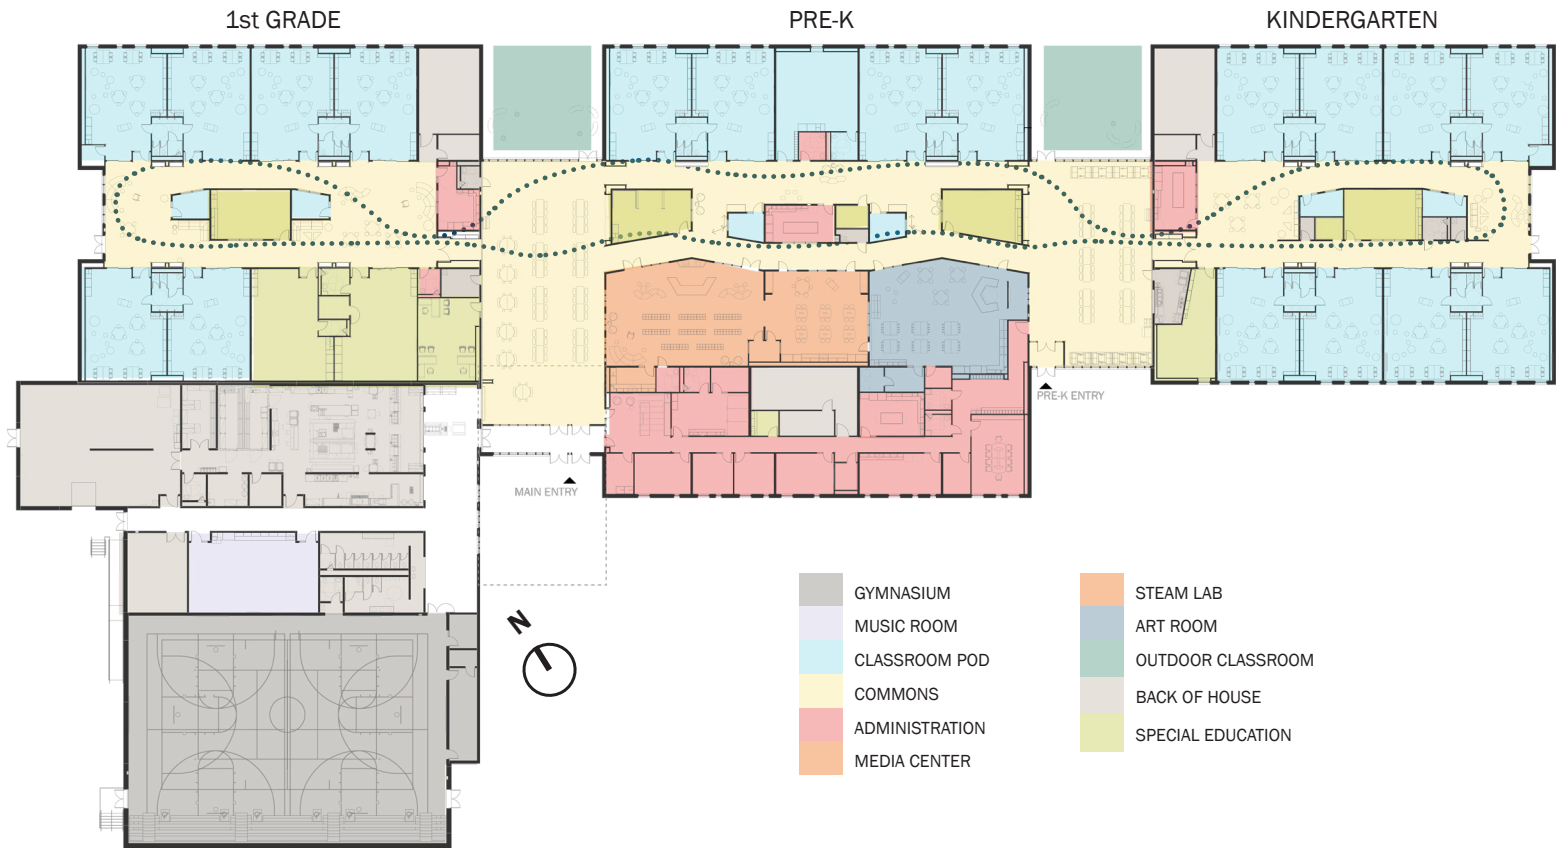 1st GRADE
PRE-K
KINDERGARTEN
PRE-K ENTRY
MAIN ENTRY
N
GYMNASIUM
MUSIC ROOM
CLASSROOM POD
COMMONS
ADMINISTRATION
MEDIA CENTER
STEAM LAB
ART ROOM
OUTDOOR CLASSROOM
BACK OF HOUSE
SPECIAL EDUCATION